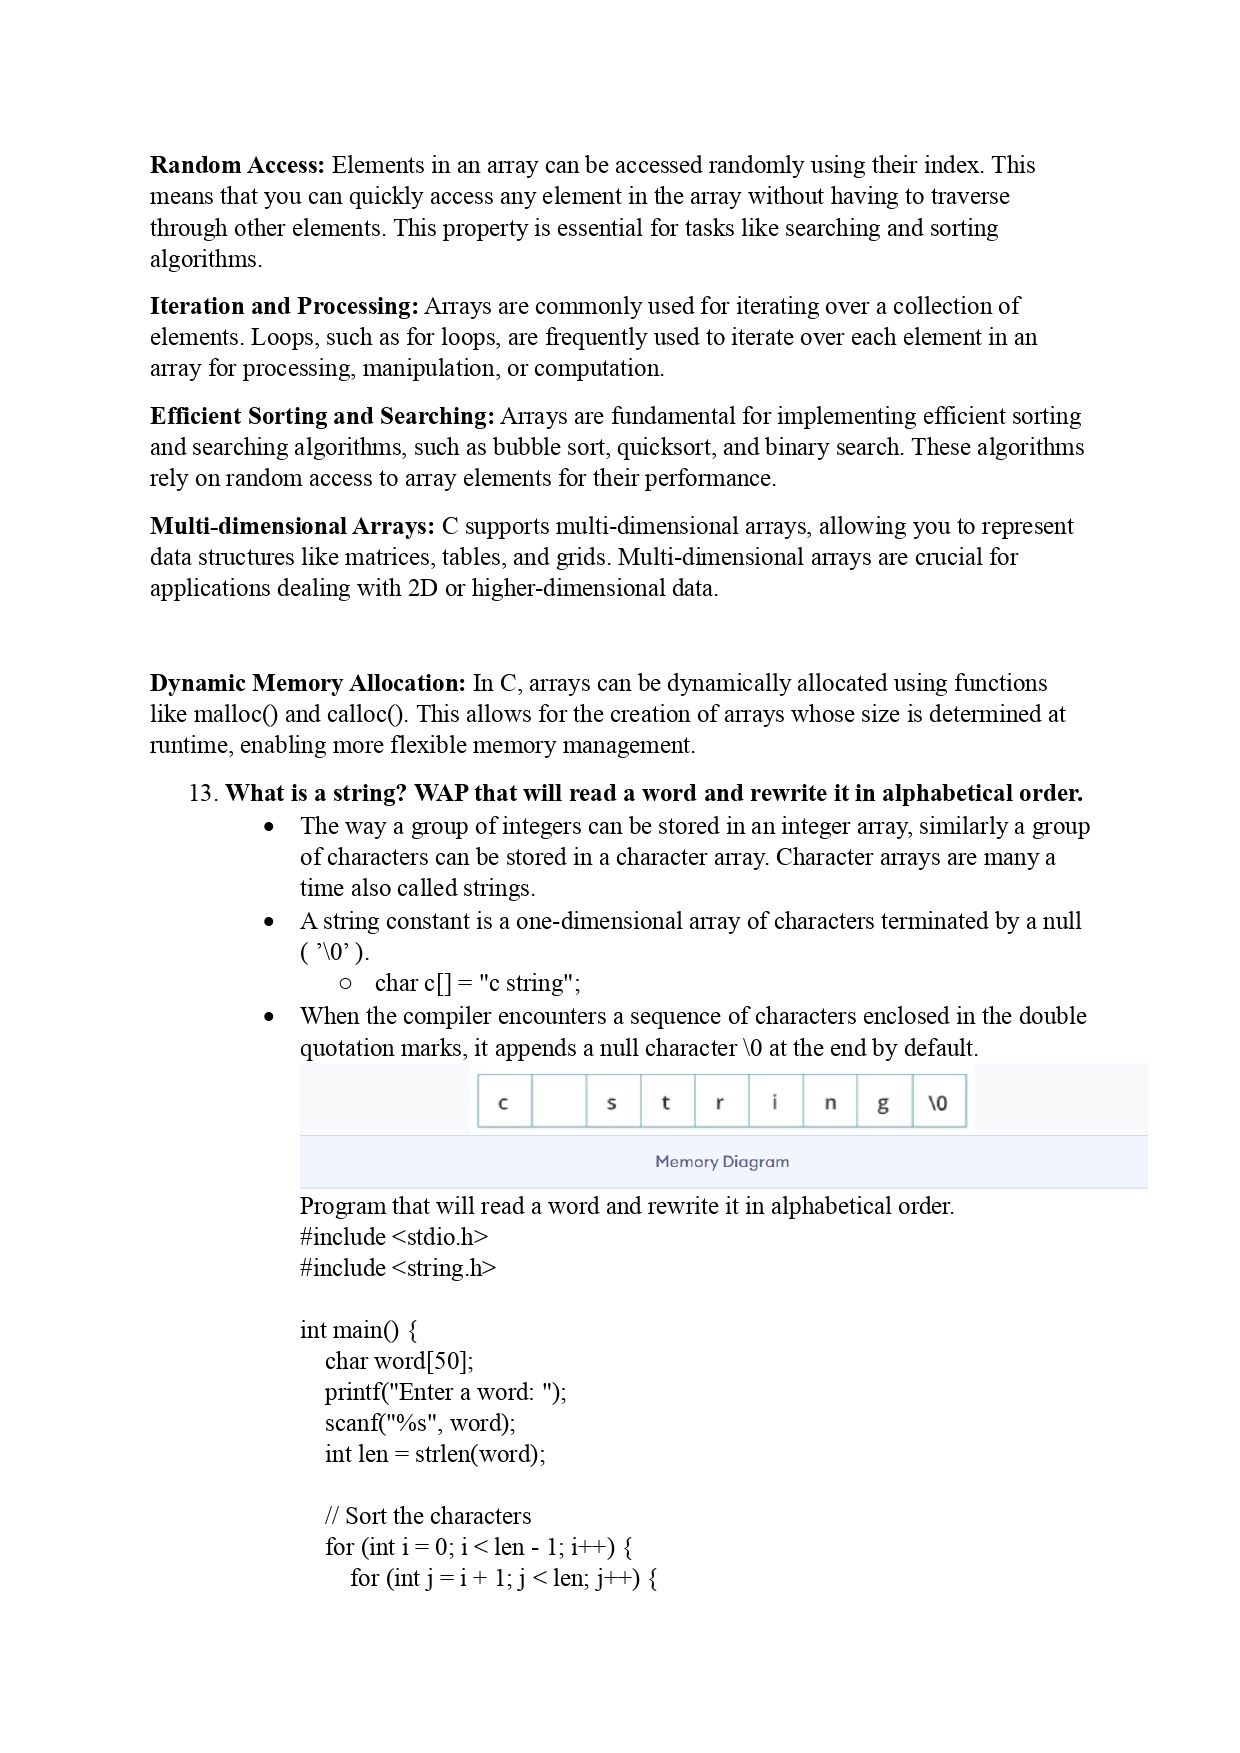 Random Access: Elements in an array can be accessed randomly using their index. This
means that you can quickly access any element in the array without having to traverse
through other elements. This property is essential for tasks like searching and sorting
algorithms.
Iteration and Processing: Arrays are commonly used for iterating over a collection of
elements. Loops, such as for loops, are frequently used to iterate over each element in an
array for processing, manipulation, or computation.
Efficient Sorting and Searching: Arrays are fundamental for implementing efficient sorting
and searching algorithms, such as bubble sort, quicksort, and binary search. These algorithms
rely on random access to array elements for their performance.
Multi-dimensional Arrays: C supports multi-dimensional arrays, allowing you to represent
data structures like matrices, tables, and grids. Multi-dimensional arrays are crucial for
applications dealing with 2D or higher-dimensional data.
Dynamic Memory Allocation: In C, arrays can be dynamically allocated using functions
like malloc() and calloc(). This allows for the creation of arrays whose size is determined at
runtime, enabling more flexible memory management.
13. What is a string? WAP that will read a word and rewrite it in alphabetical order.
• The way a group of integers can be stored in an integer array, similarly a group
of characters can be stored in a character array. Character arrays are many a
time also called strings.
• A string constant is a one-dimensional array of characters terminated by a null
( ’\0’ ).
○ char c[] = "c string";
• When the compiler encounters a sequence of characters enclosed in the double
quotation marks, it appends a null character \0 at the end by default.
c s t r i n g \0
Memory Diagram
Program that will read a word and rewrite it in alphabetical order.
#include <stdio.h>
#include <string.h>
int main() {
char word[50];
printf("Enter a word: ");
scanf("%s", word);
int len = strlen(word);
// Sort the characters
for (int i = 0; i < len - 1; i++) {
for (int j = i + 1; j < len; j++) {